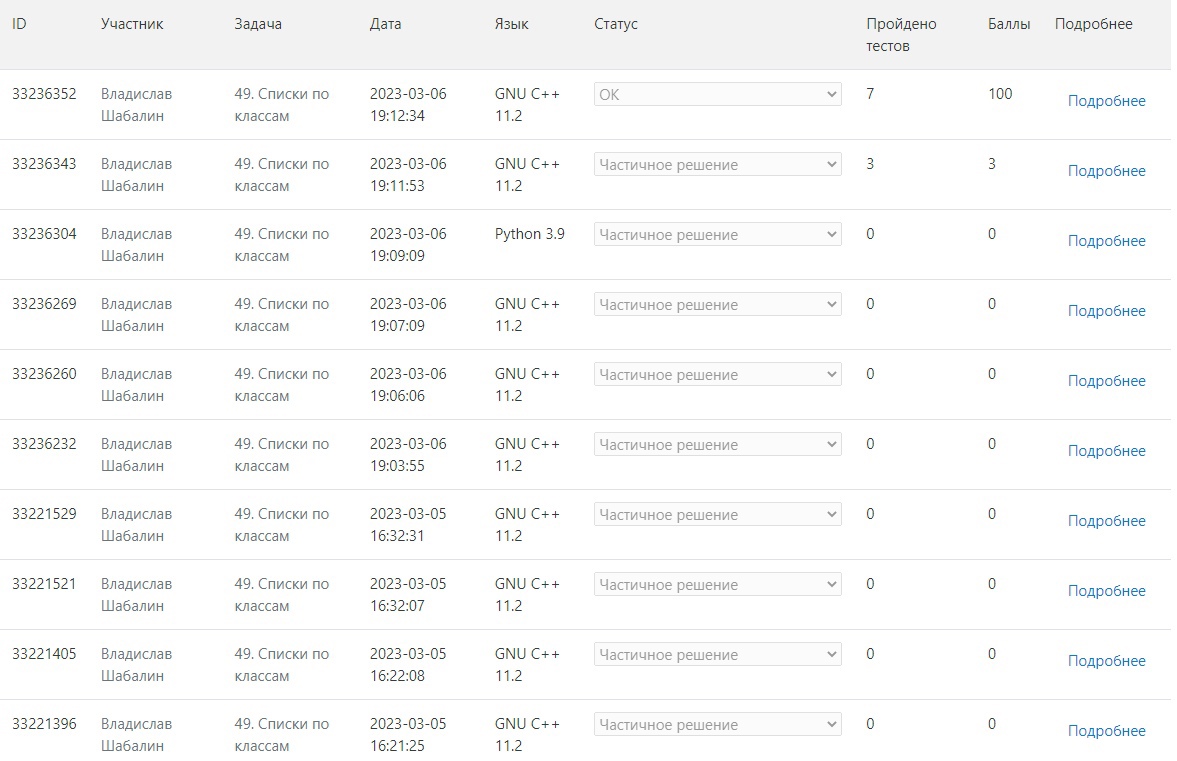 ID Участник Задача Дата Язык Статус Пройдено тестов Баллы Подробнее
33236352 Владислав Шабалин 49. Списки по классам 2023-03-06 19:12:34 GNU C++ 11.2 OK 7 100 Подробнее
33236343 Владислав Шабалин 49. Списки по классам 2023-03-06 19:11:53 GNU C++ 11.2 Частичное решение 3 3 Подробнее
33236304 Владислав Шабалин 49. Списки по классам 2023-03-06 19:09:09 Python 3.9 Частичное решение 0 0 Подробнее
33236269 Владислав Шабалин 49. Списки по классам 2023-03-06 19:07:09 GNU C++ 11.2 Частичное решение 0 0 Подробнее
33236260 Владислав Шабалин 49. Списки по классам 2023-03-06 19:06:06 GNU C++ 11.2 Частичное решение 0 0 Подробнее
33236232 Владислав Шабалин 49. Списки по классам 2023-03-06 19:03:55 GNU C++ 11.2 Частичное решение 0 0 Подробнее
33221529 Владислав Шабалин 49. Списки по классам 2023-03-05 16:32:31 GNU C++ 11.2 Частичное решение 0 0 Подробнее
33221521 Владислав Шабалин 49. Списки по классам 2023-03-05 16:32:07 GNU C++ 11.2 Частичное решение 0 0 Подробнее
33221405 Владислав Шабалин 49. Списки по классам 2023-03-05 16:22:08 GNU C++ 11.2 Частичное решение 0 0 Подробнее
33221396 Владислав Шабалин 49. Списки по классам 2023-03-05 16:21:25 GNU C++ 11.2 Частичное решение 0 0 Подробнее